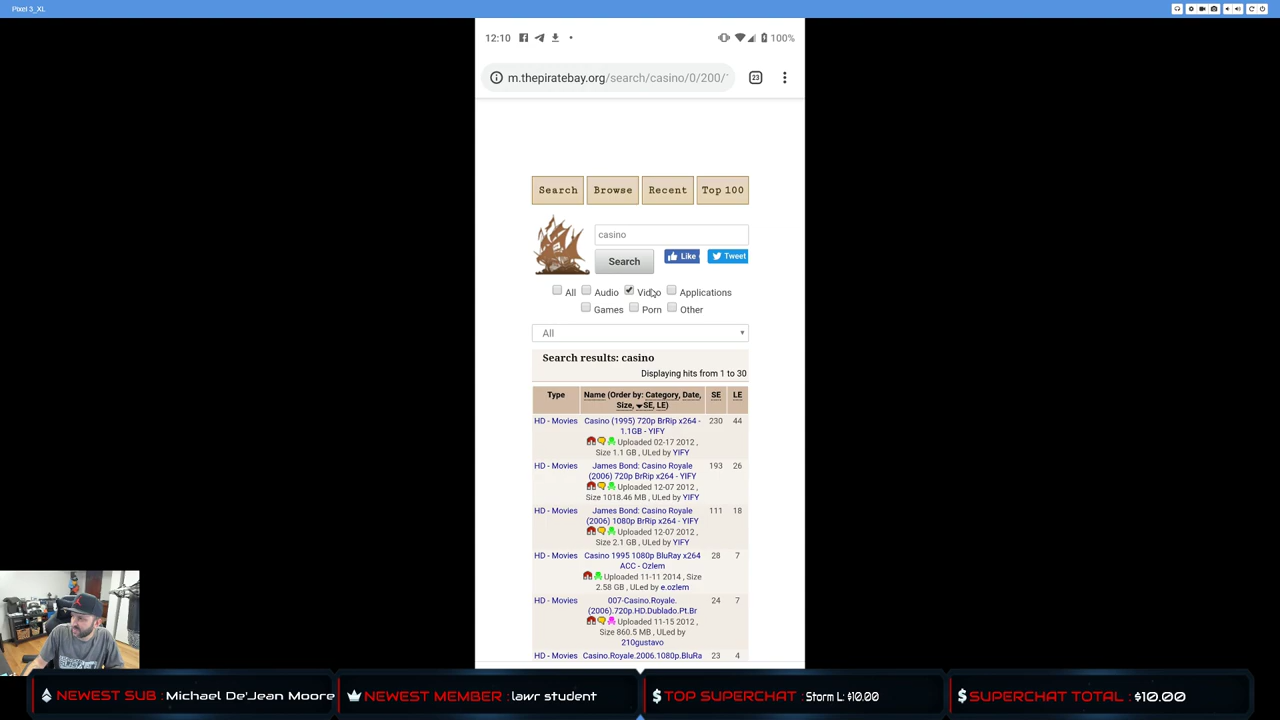 Pixel 3_XL
12:10
100%
m.thepiratebay.org/search/casino/0/200/
23
Search Browse Recent Top 100
casino
Search Like Tweet
All Audio Video Applications
Games Porn Other
All
Search results: casino
Displaying hits from 1 to 30
Type Name (Order by: Category, Date, SE LE
Size, SE, LE)
HD - Movies Casino (1995) 720p BrRip x264 - 230 44
1.1GB - YIFY
Uploaded 02-17 2012 ,
Size 1.1 GB , ULed by YIFY
HD - Movies James Bond: Casino Royale 193 26
(2006) 720p BrRip x264 - YIFY
Uploaded 12-07 2012 ,
Size 1018.46 MB , ULed by YIFY
HD - Movies James Bond: Casino Royale 111 18
(2006) 1080p BrRip x264 - YIFY
Uploaded 12-07 2012 ,
Size 2.1 GB , ULed by YIFY
HD - Movies Casino 1995 1080p BluRay x264 28 7
ACC - Ozlem
Uploaded 11-11 2014 , Size
2.58 GB , ULed by e.ozlem
HD - Movies 007-Casino.Royale. 24 7
(2006).720p.HD.Dublado.Pt.Br
Uploaded 11-15 2012 ,
Size 860.5 MB , ULed by
210gustavo
HD - Movies Casino.Royale.2006.1080p.BluRa 23 4
NEWEST SUB : Michael De'Jean Moore
NEWEST MEMBER : lawr student
$ TOP SUPERCHAT : Storm L: $10.00
$ SUPERCHAT TOTAL : $10.00